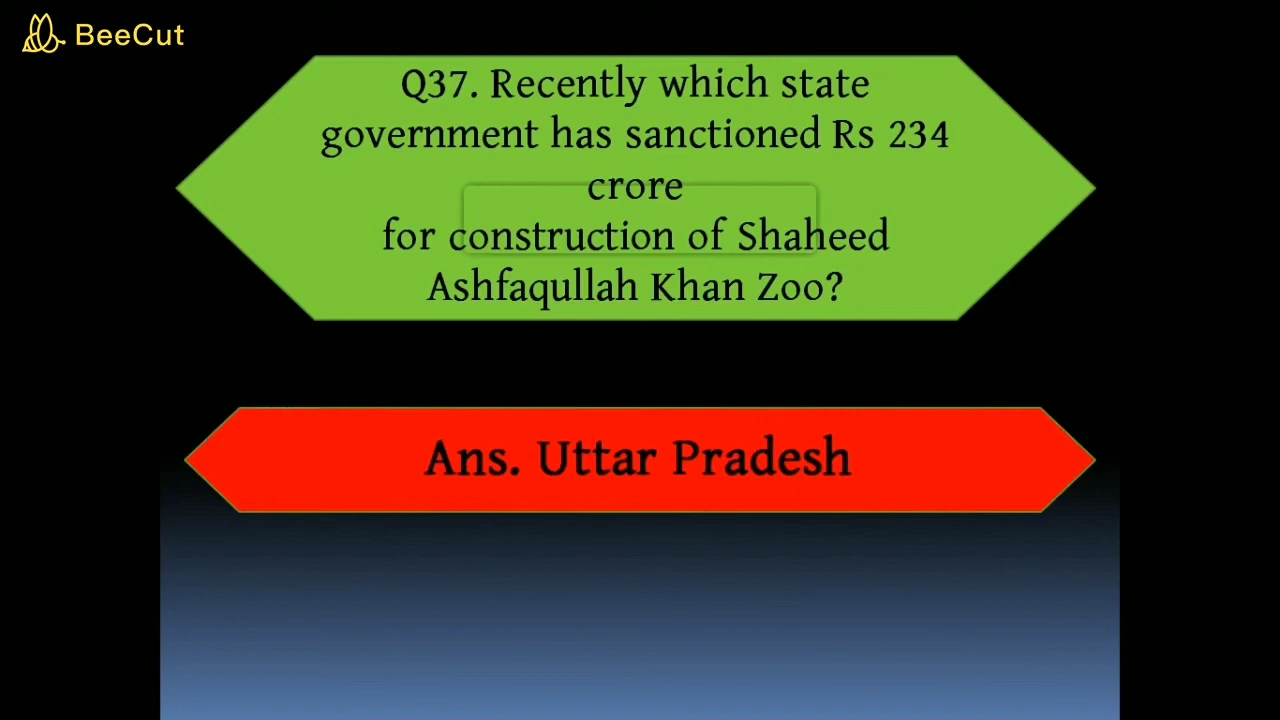 BeeCut
Q37. Recently which state
government has sanctioned Rs 234
crore
for construction of Shaheed
Ashfaqullah Khan Zoo?
Ans. Uttar Pradesh